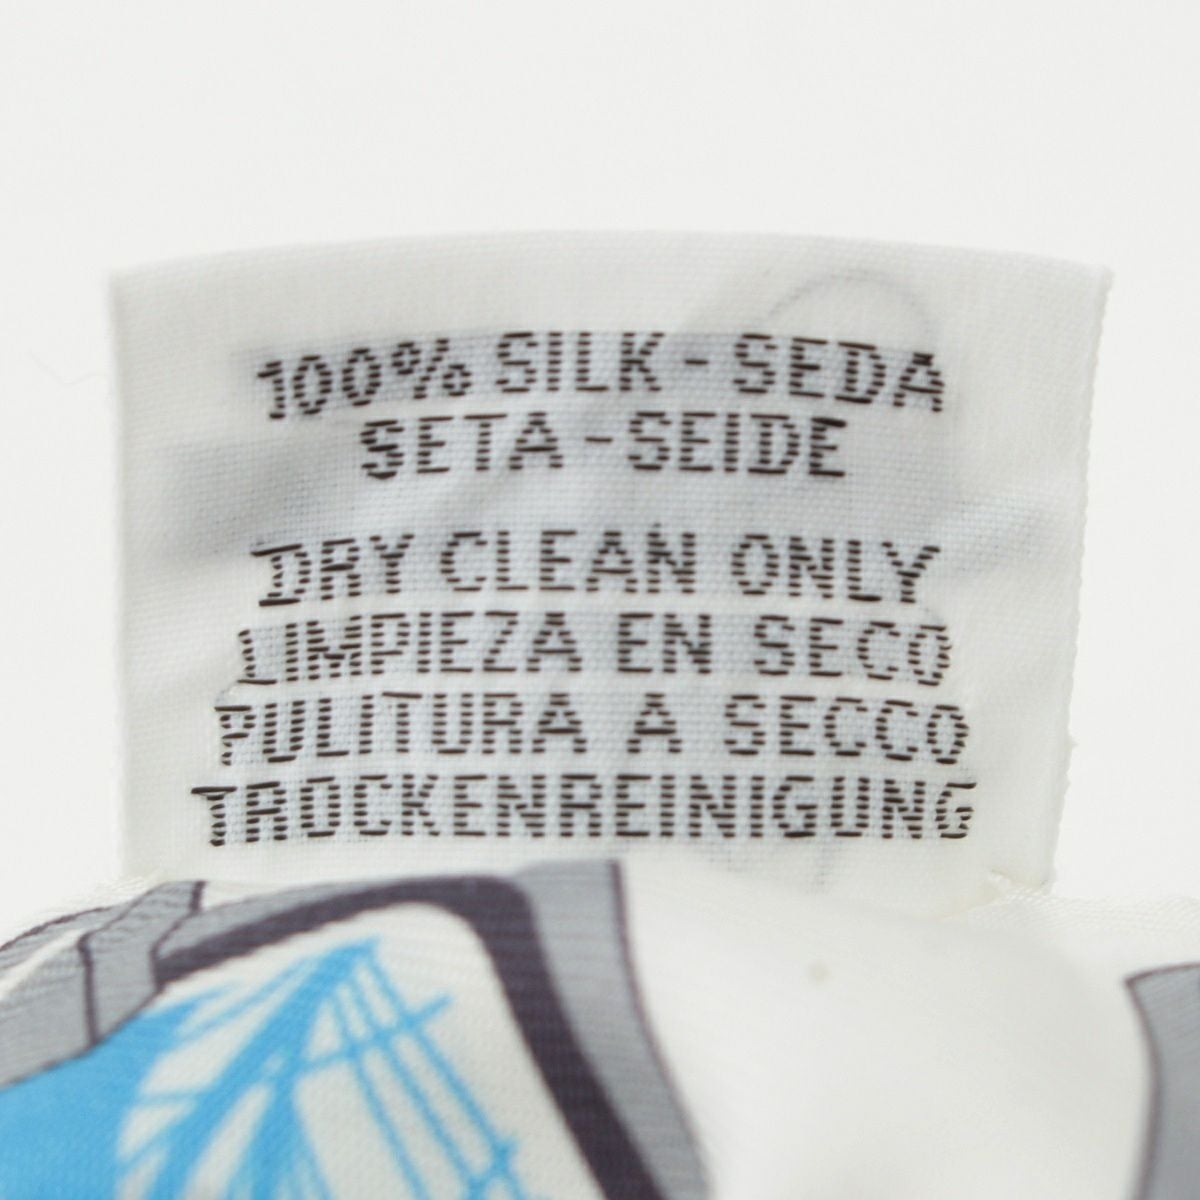 100% SILK - SEDA
SETA - SEIDE
DRY CLEAN ONLY
LIMPIEZA EN SECO
PULITURA A SECCO
TROCKENREINIGUNG